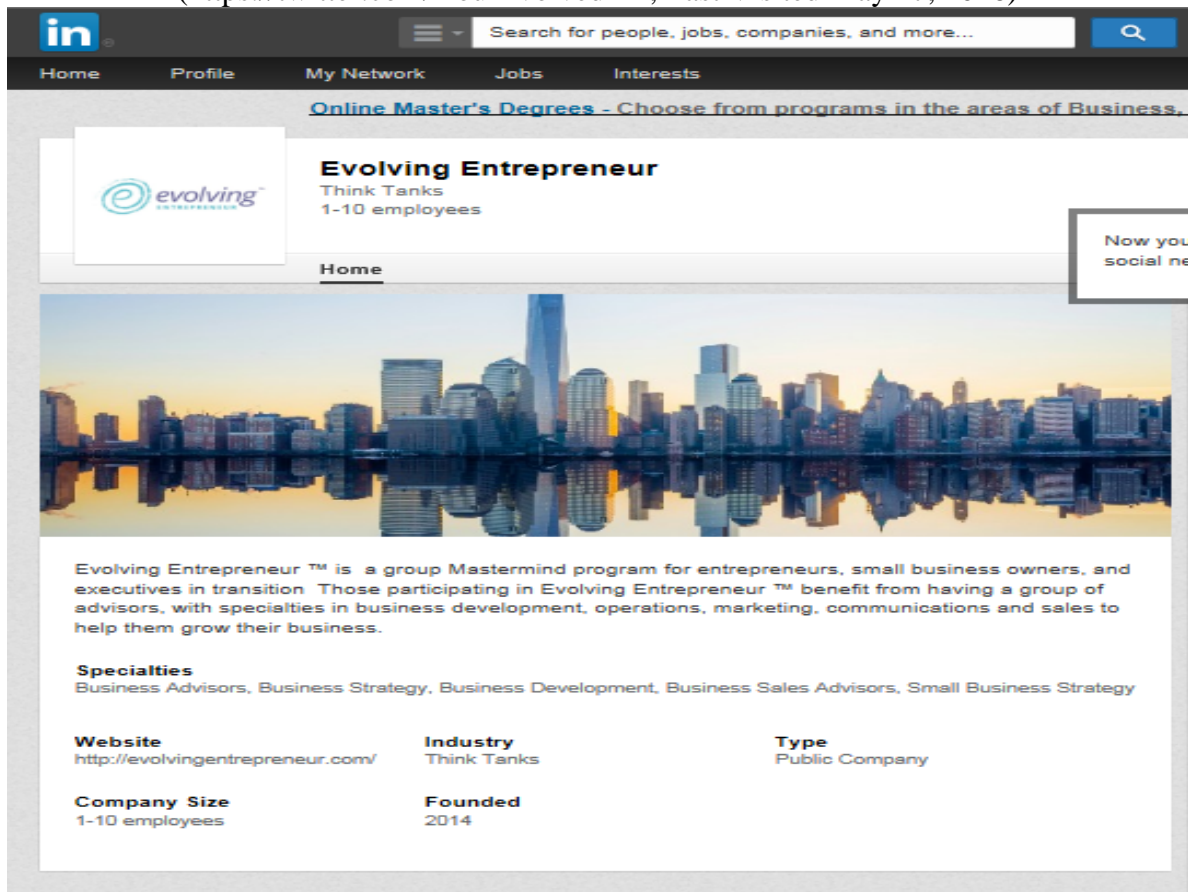 in
Search for people, jobs, companies, and more...
Home Profile My Network Jobs Interests
Online Master's Degrees - Choose from programs in the areas of Business,
evolving™
ENTREPRENEUR
Evolving Entrepreneur
Think Tanks
1-10 employees
Now you
social ne
Home
Evolving Entrepreneur ™ is a group Mastermind program for entrepreneurs, small business owners, and
executives in transition Those participating in Evolving Entrepreneur ™ benefit from having a group of
advisors, with specialties in business development, operations, marketing, communications and sales to
help them grow their business.
Specialties
Business Advisors, Business Strategy, Business Development, Business Sales Advisors, Small Business Strategy
Website Industry Type
http://evolvingentrepreneur.com/ Think Tanks Public Company
Company Size Founded
1-10 employees 2014